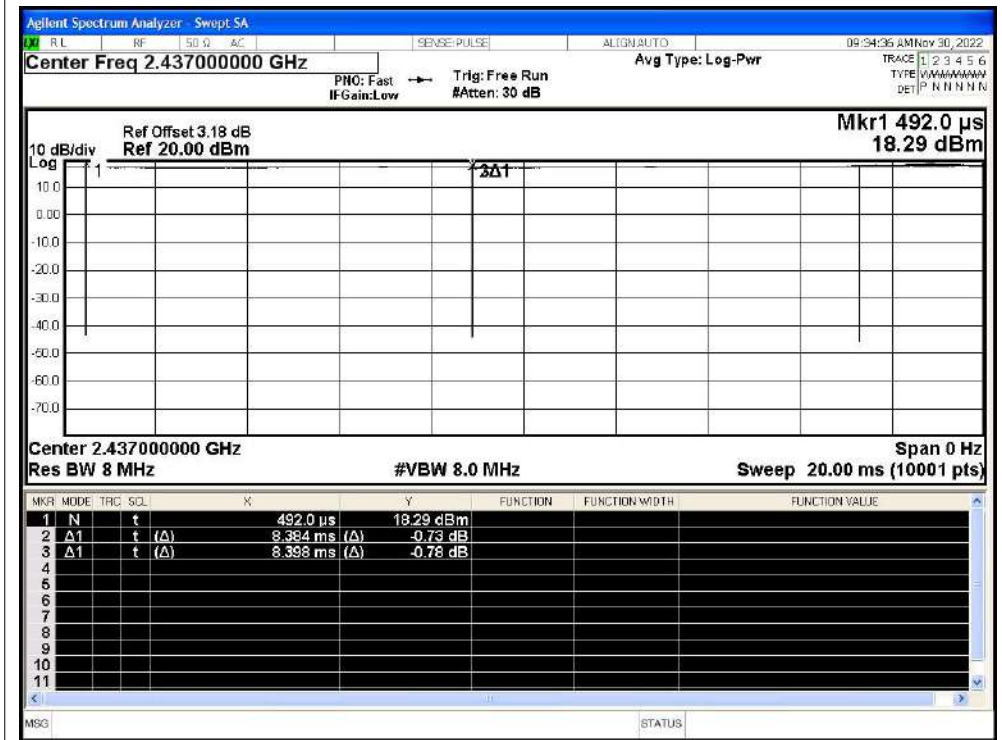 Agilent Spectrum Analyzer - Swept SA
LXI RL RF 50 Ω AC SENSE:PULSE ALIGN AUTO 09:34:36 AM Nov 30, 2022
Center Freq 2.437000000 GHz Avg Type: Log-Pwr TRACE 1 2 3 4 5 6
PNO: Fast Trig: Free Run TYPE
IFGain:Low #Atten: 30 dB DET P N N N N N
Mkr1 492.0 µs
Ref Offset 3.18 dB
10 dB/div Ref 20.00 dBm 18.29 dBm
Log
1 3Δ1
10.0
0.00
-10.0
-20.0
-30.0
-40.0
-50.0
-60.0
-70.0
Center 2.437000000 GHz Span 0 Hz
Res BW 8 MHz #VBW 8.0 MHz Sweep 20.00 ms (10001 pts)
MKR MODE TRC SCL X Y FUNCTION FUNCTION WIDTH FUNCTION VALUE
1 N t 492.0 µs 18.29 dBm
2 Δ1 t (Δ) 8.384 ms (Δ) -0.73 dB
3 Δ1 t (Δ) 8.398 ms (Δ) -0.78 dB
4
5
6
7
8
9
10
11
MSG STATUS